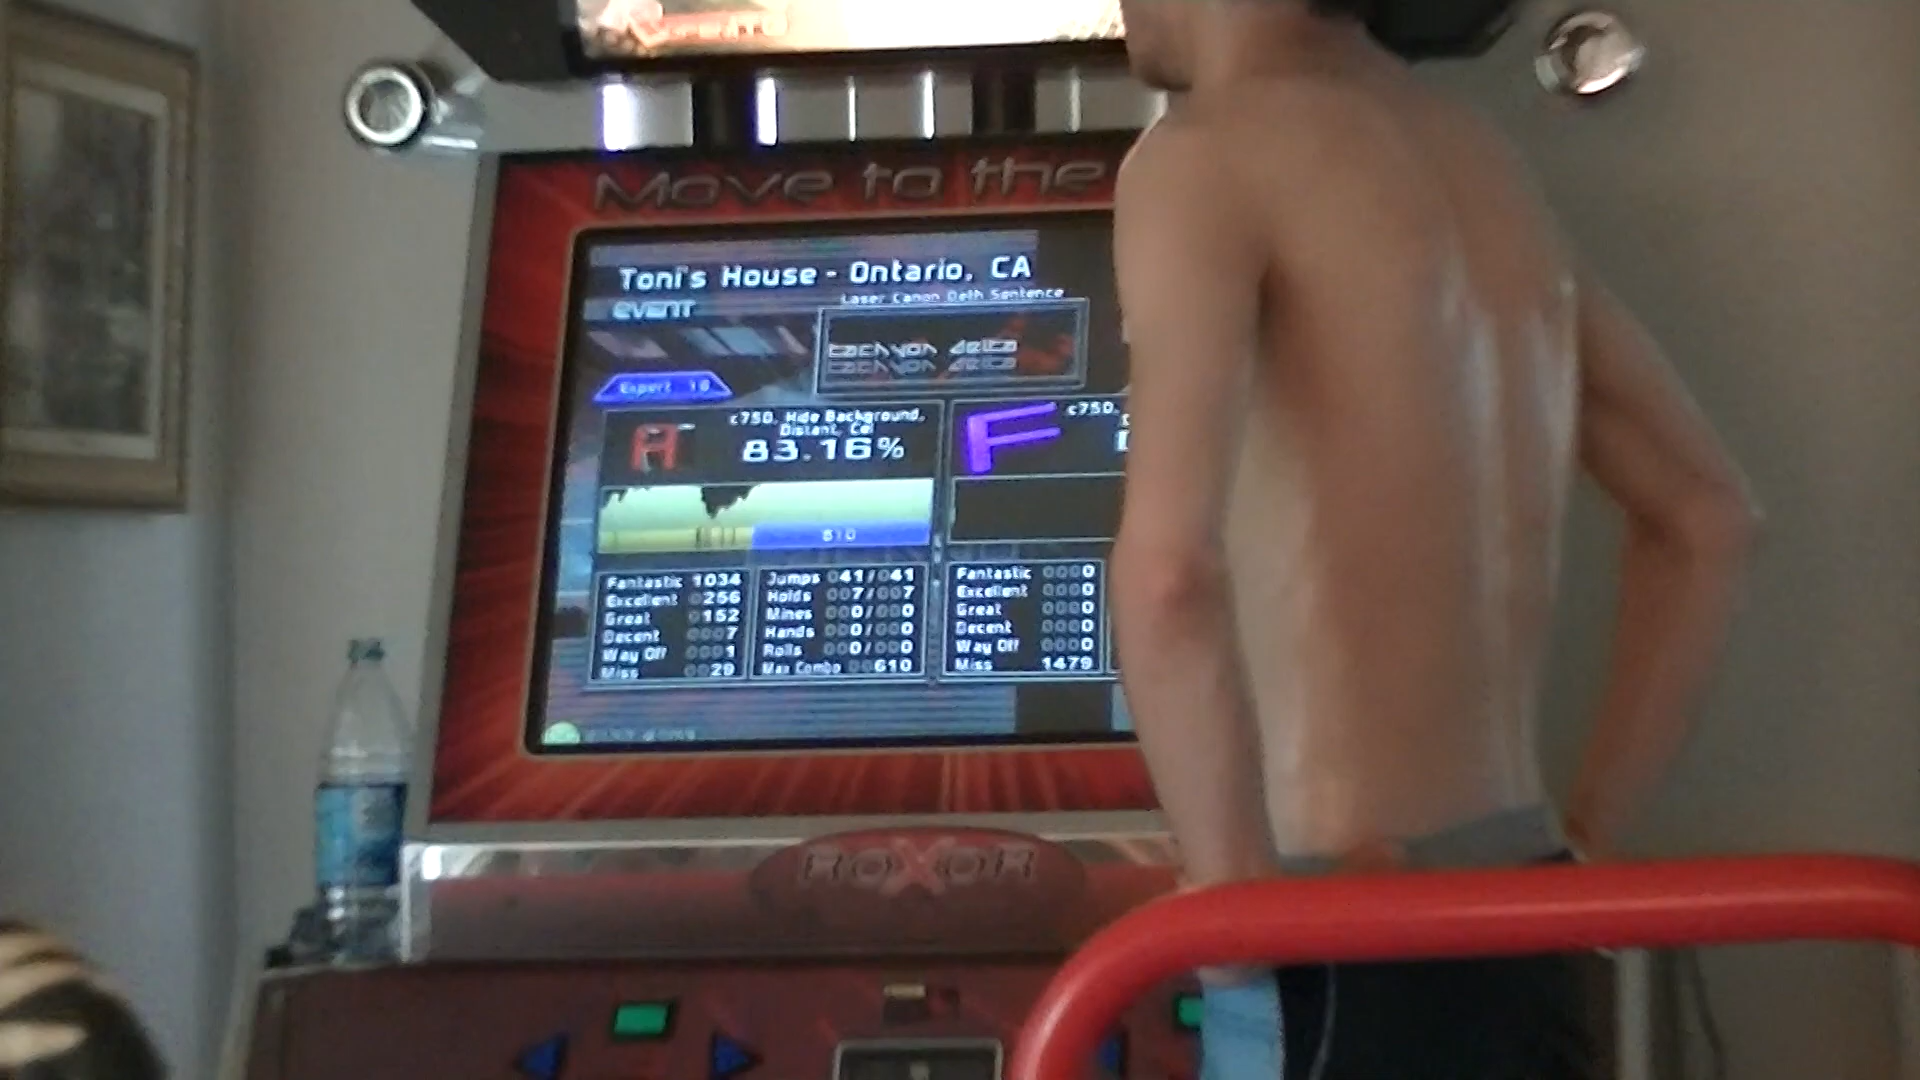 Move to the
Toni's House - Ontario, CA
EVENT
Laser Canon Deth Sentence
tachyon delta
Expert
A-
c750, Hide Background,
Distant, Cel
83.16%
F
c750,
610
Fantastic 1034
Excellent 0256
Great 0152
Decent 0007
Way Off 0001
Miss 0029
Jumps 041/041
Holds 007/007
Mines 000/000
Hands 000/000
Rolls 000/000
Max Combo 00610
Fantastic 0000
Excellent 0000
Great 0000
Decent 0000
Way Off 0000
Miss 1479
ROXOR